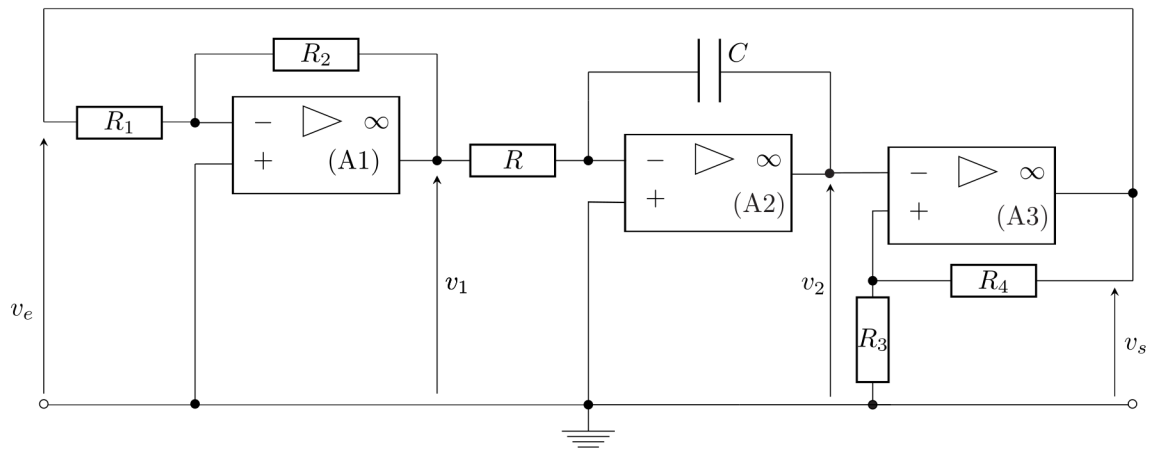 R₂
C
R₁
− ▷ ∞
+ (A1)
R
− ▷ ∞
+ (A2)
− ▷ ∞
+ (A3)
vₑ
v₁
v₂
R₄
R₃
vₛ